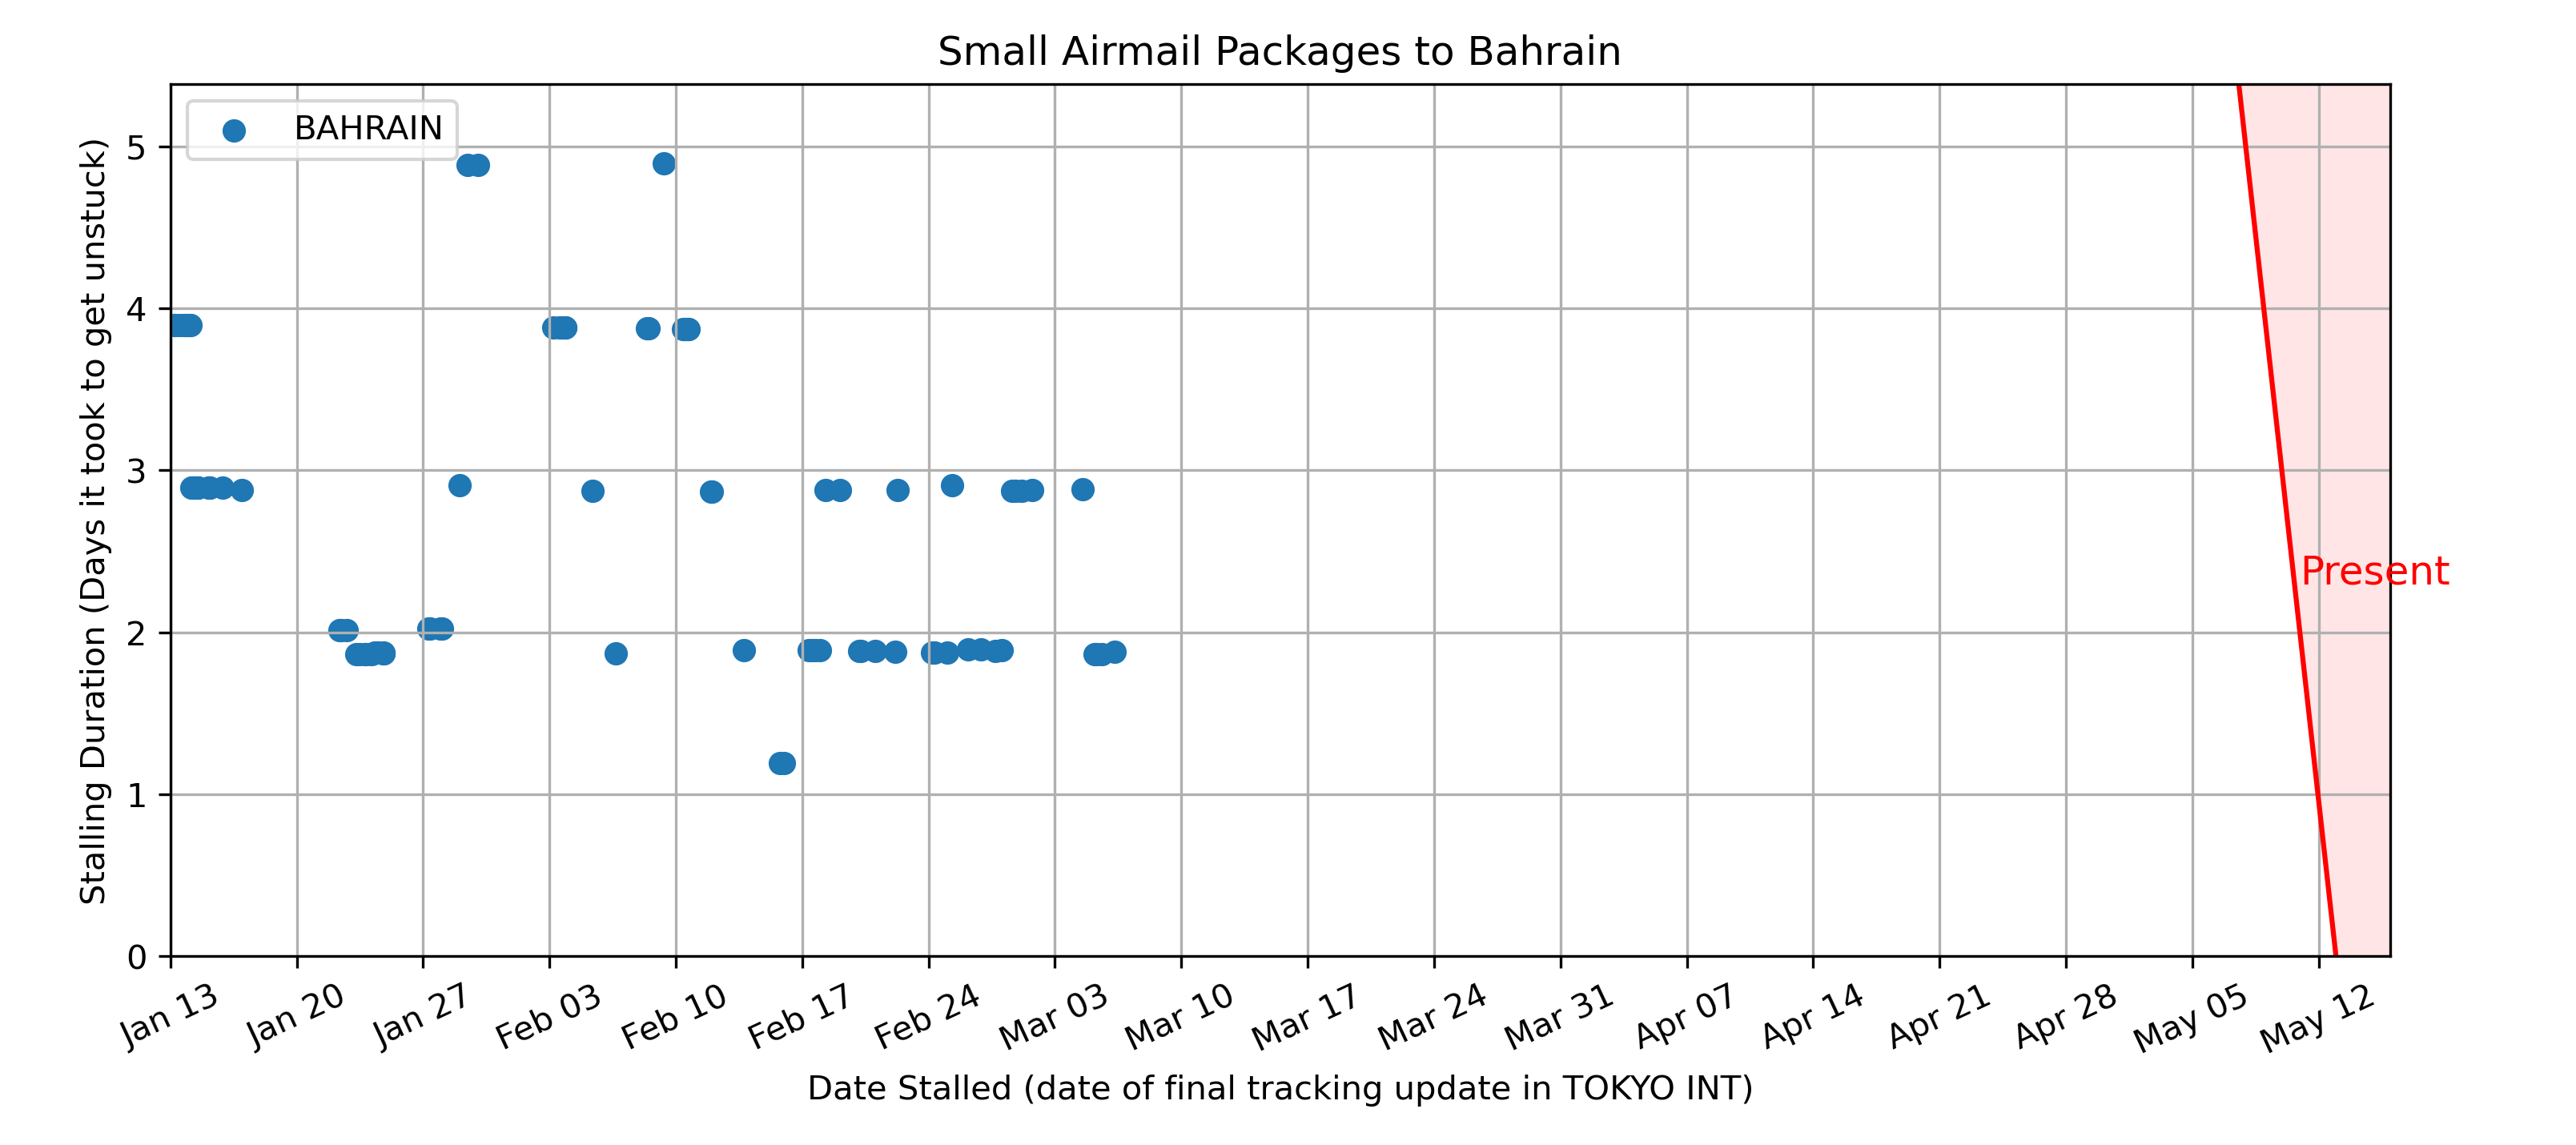 Small Airmail Packages to Bahrain
BAHRAIN
Stalling Duration (Days it took to get unstuck)
5
4
3
2
1
0
Present
Jan 13 Jan 20 Jan 27 Feb 03 Feb 10 Feb 17 Feb 24 Mar 03 Mar 10 Mar 17 Mar 24 Mar 31 Apr 07 Apr 14 Apr 21 Apr 28 May 05 May 12
Date Stalled (date of final tracking update in TOKYO INT)